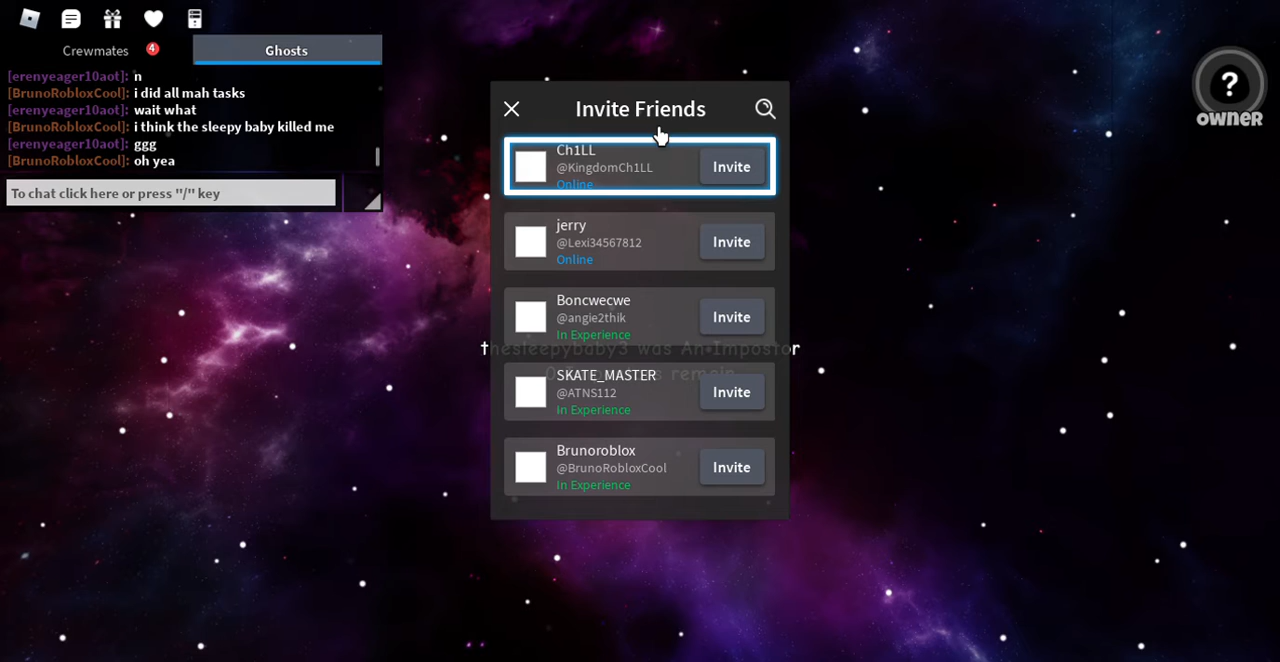 Crewmates 4 Ghosts
[erenyeager10aot]: n
[BrunoRobloxCool]: i did all mah tasks
[erenyeager10aot]: wait what
[BrunoRobloxCool]: i think the sleepy baby killed me
[erenyeager10aot]: ggg
[BrunoRobloxCool]: oh yea
To chat click here or press "/" key
Invite Friends
Ch1LL
@KingdomCh1LL
Online
Invite
jerry
@Lexi34567812
Online
Invite
Boncwecwe
@angie2thik
In Experience
Invite
thesleepybaby3 was An Impostor
remain
SKATE_MASTER
@ATNS112
In Experience
Invite
Brunoroblox
@BrunoRobloxCool
In Experience
Invite
?
OWNER